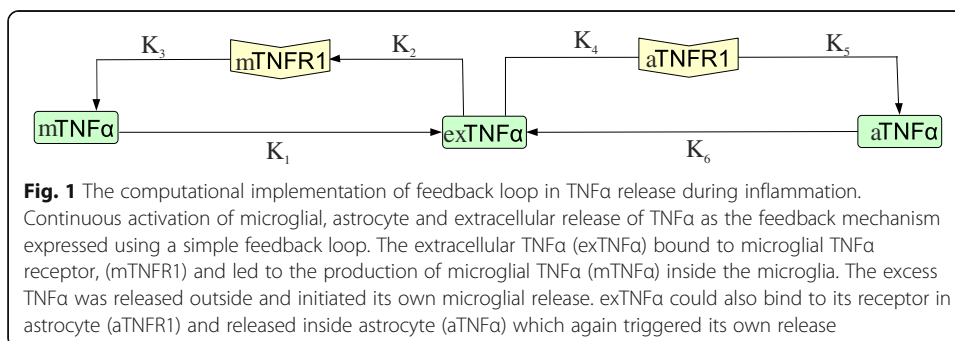 K3
K2
K4
K5
mTNFR1
aTNFR1
mTNFα
exTNFα
aTNFα
K1
K6
Fig. 1 The computational implementation of feedback loop in TNFα release during inflammation.
Continuous activation of microglial, astrocyte and extracellular release of TNFα as the feedback mechanism
expressed using a simple feedback loop. The extracellular TNFα (exTNFα) bound to microglial TNFα
receptor, (mTNFR1) and led to the production of microglial TNFα (mTNFα) inside the microglia. The excess
TNFα was released outside and initiated its own microglial release. exTNFα could also bind to its receptor in
astrocyte (aTNFR1) and released inside astrocyte (aTNFα) which again triggered its own release